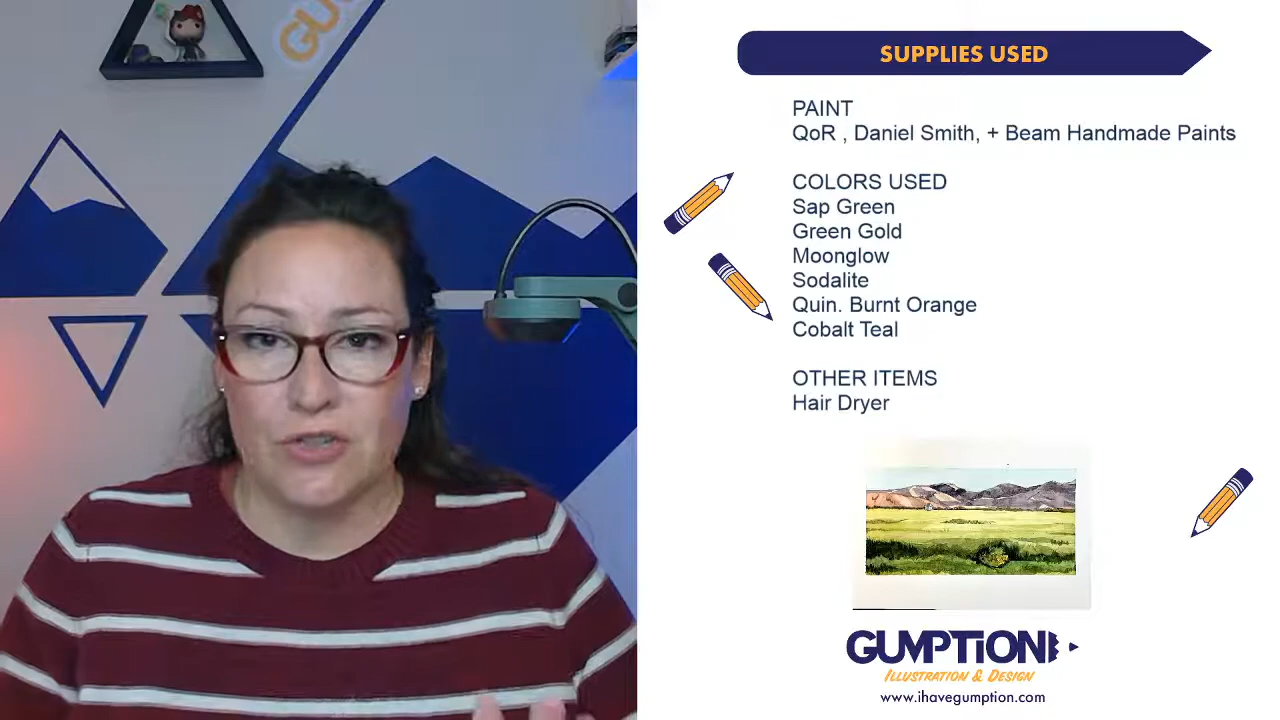 GU
SUPPLIES USED
PAINT
QoR , Daniel Smith, + Beam Handmade Paints
COLORS USED
Sap Green
Green Gold
Moonglow
Sodalite
Quin. Burnt Orange
Cobalt Teal
OTHER ITEMS
Hair Dryer
GUMPTION
ILLUSTRATION & DESIGN
www.ihavegumption.com